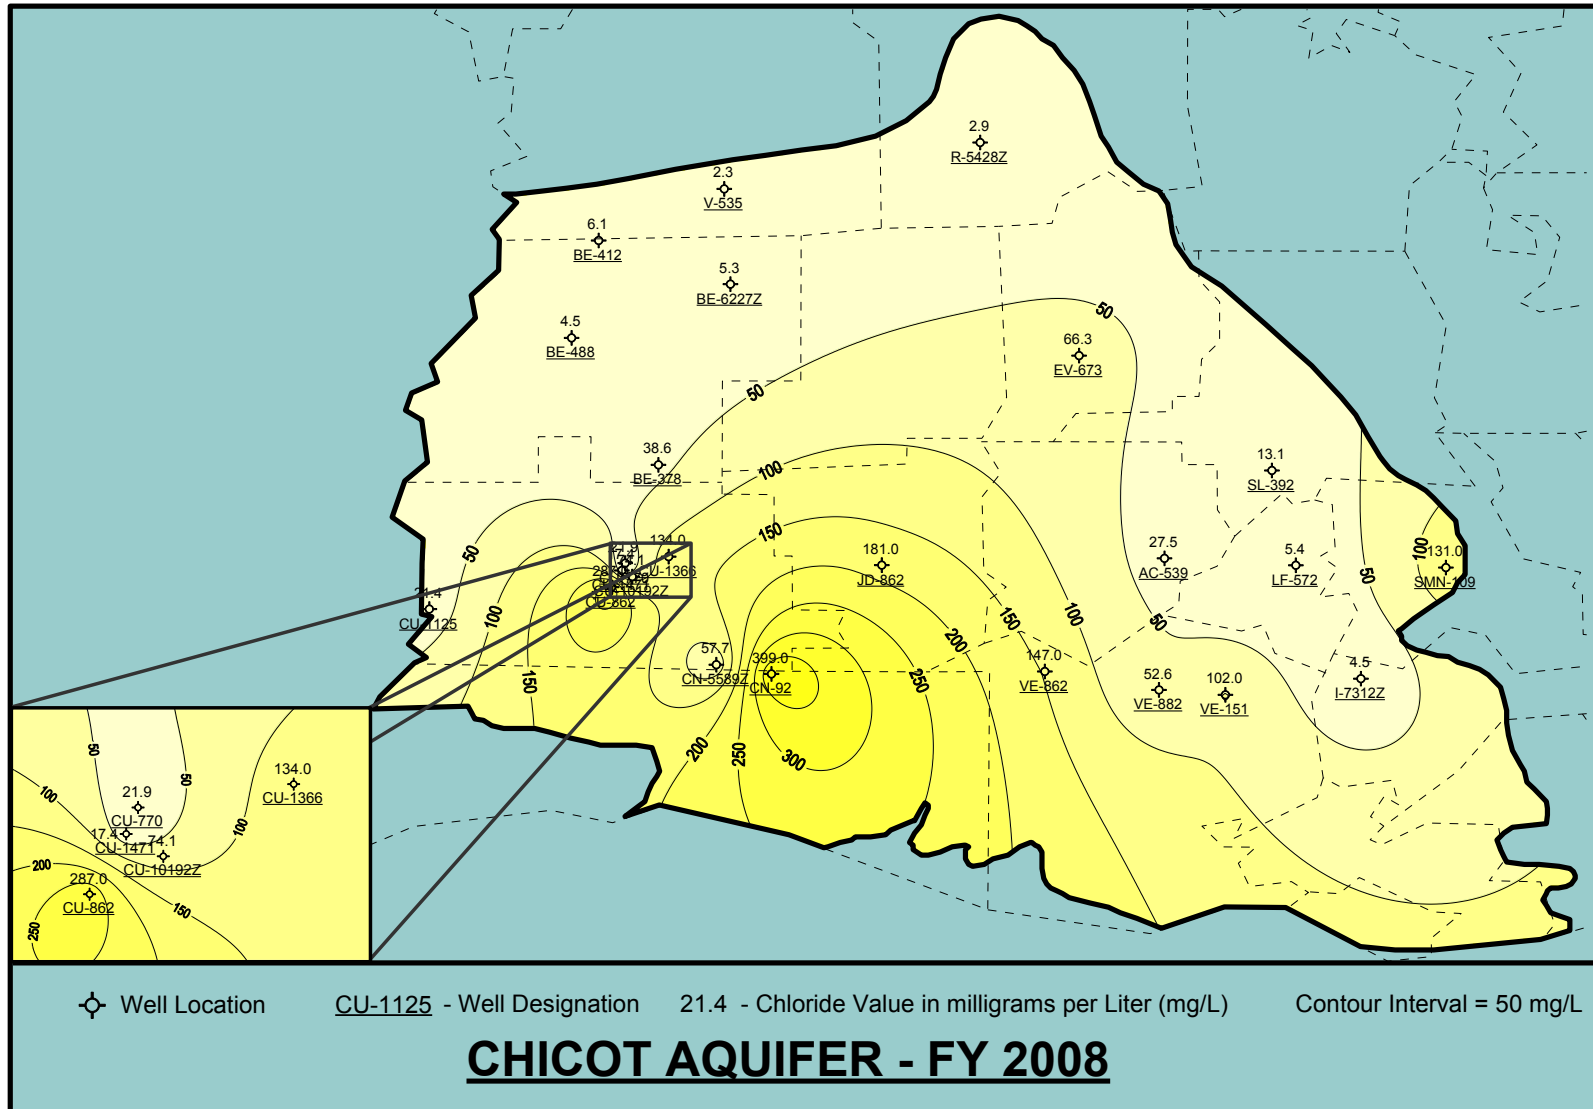 2.9
R-5428Z
2.3
V-535
6.1
BE-412
5.3
BE-6227Z
4.5
BE-488
50
66.3
EV-673
50
38.6
BE-378
100
13.1
SL-392
50
150
21.9
134.0
CU-1366
181.0
JD-862
27.5
AC-539
5.4
LF-572
50
100
131.0
SMN-109
21.4
CU-1125
100
CU-862
150
57.7
CN-5589Z
399.0
CN-92
200
250
300
200
250
150
100
50
147.0
VE-862
52.6
VE-882
102.0
VE-151
4.5
I-7312Z
50
50
134.0
CU-1366
100
21.9
CU-770
100
17.4
CU-1471
74.1
CU-10192Z
200
287.0
CU-862
150
250
Well Location
CU-1125 - Well Designation
21.4 - Chloride Value in milligrams per Liter (mg/L)
Contour Interval = 50 mg/L
CHICOT AQUIFER - FY 2008